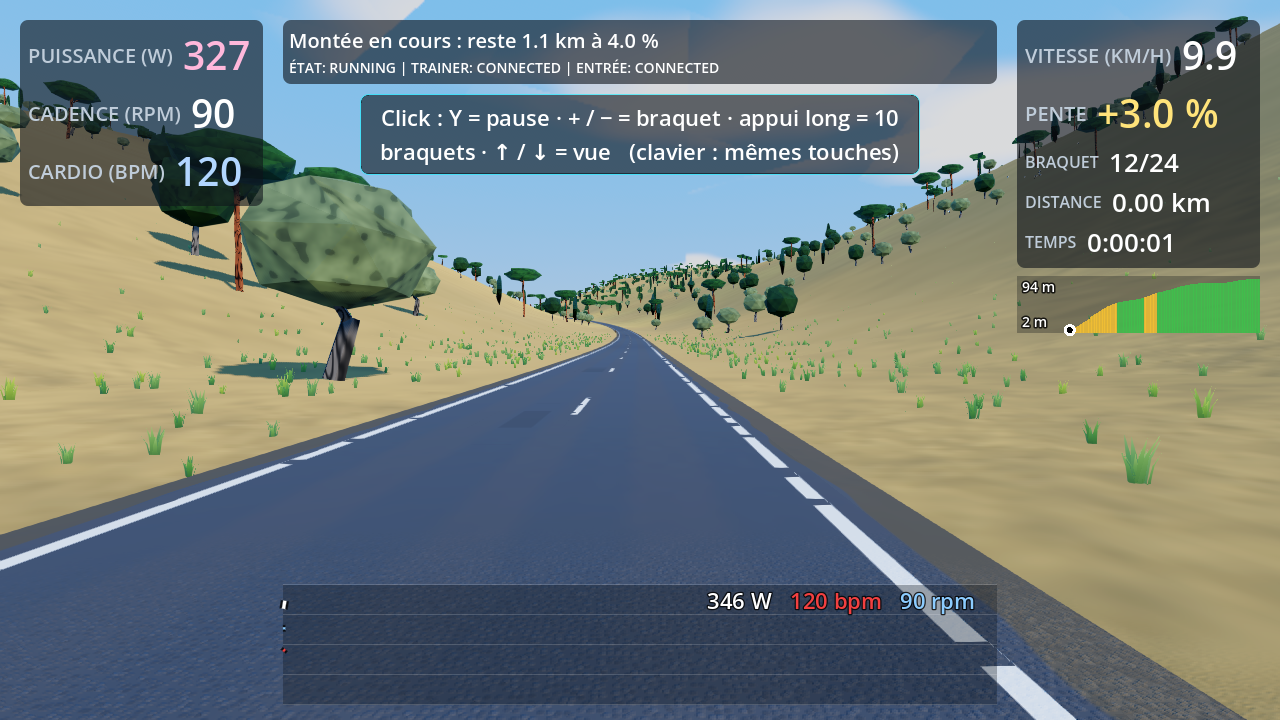 PUISSANCE (W) 327
CADENCE (RPM) 90
CARDIO (BPM) 120
Montée en cours : reste 1.1 km à 4.0 %
ÉTAT: RUNNING | TRAINER: CONNECTED | ENTRÉE: CONNECTED
Click : Y = pause · + / − = braquet · appui long = 10
braquets · ↑ / ↓ = vue (clavier : mêmes touches)
VITESSE (KM/H) 9.9
PENTE +3.0 %
BRAQUET 12/24
DISTANCE 0.00 km
TEMPS 0:00:01
94 m
2 m
346 W 120 bpm 90 rpm